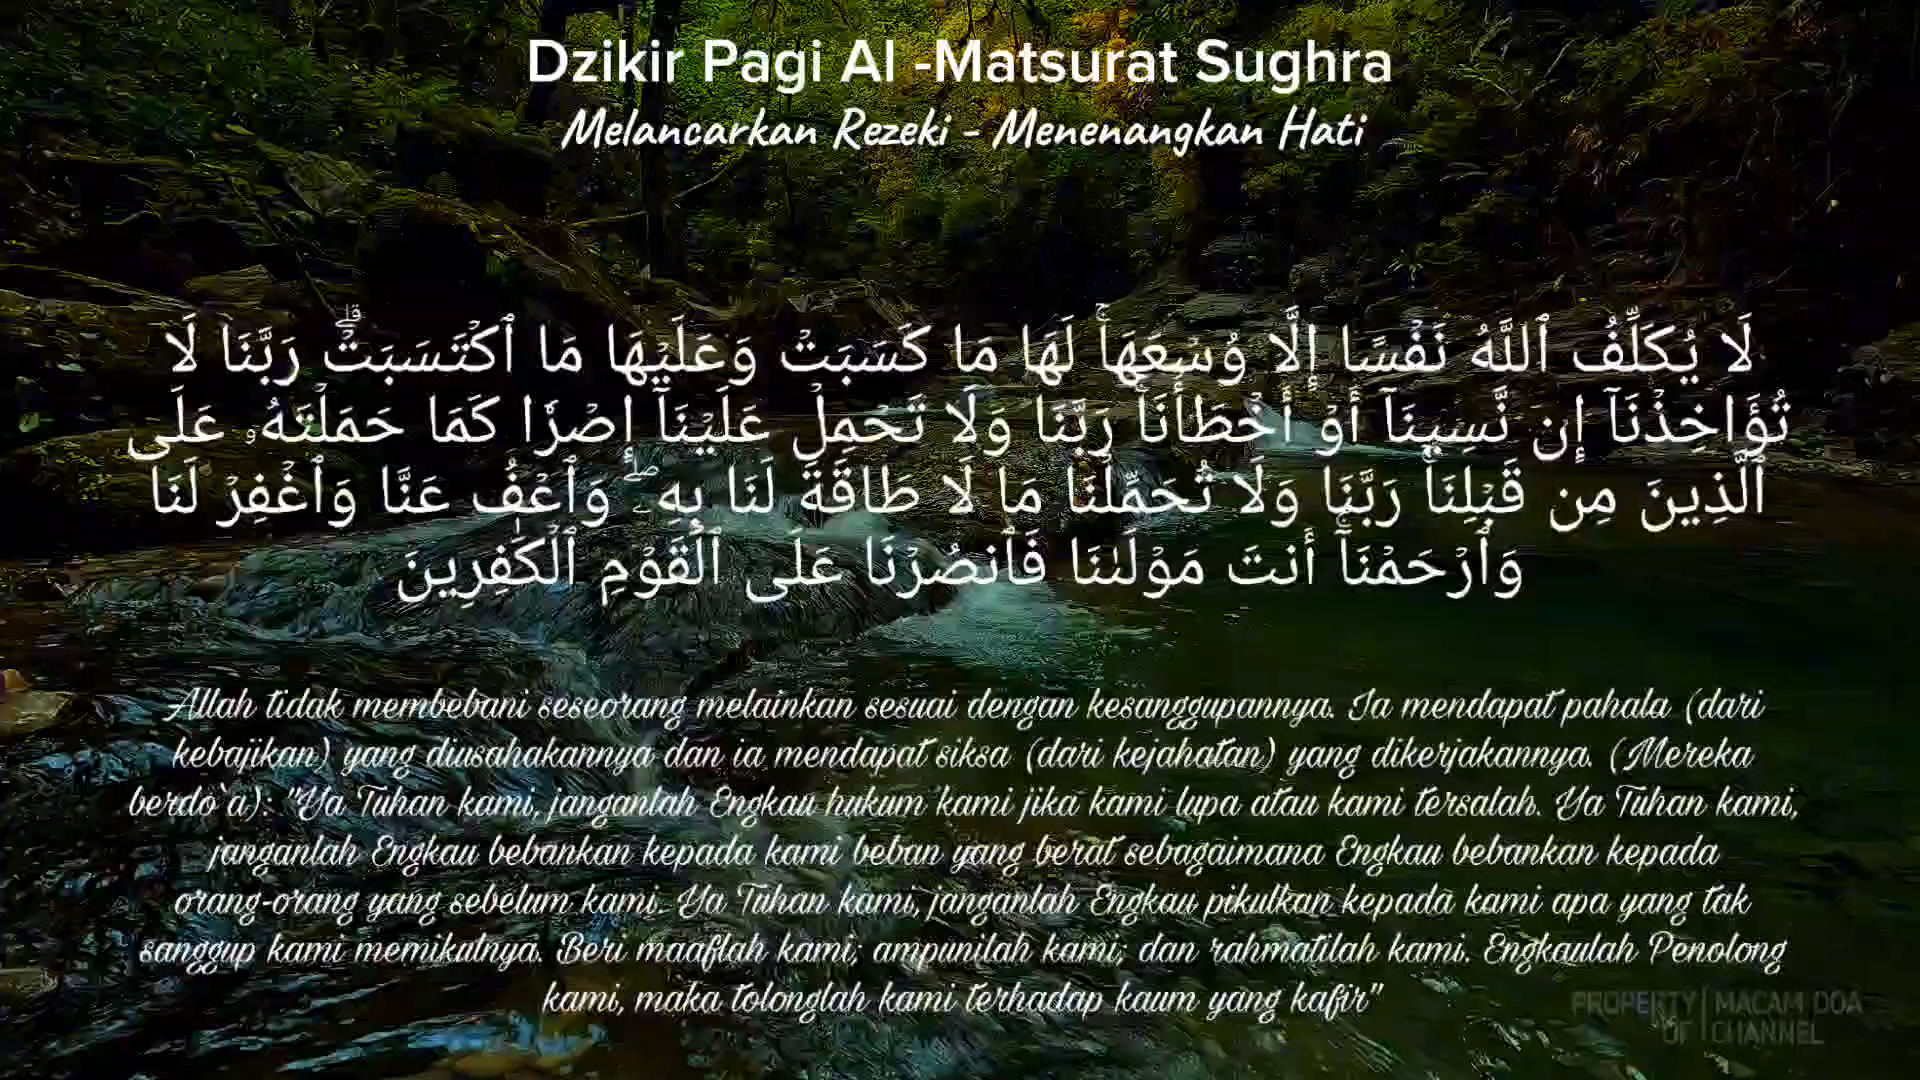 Dzikir Pagi Al -Matsurat Sughra
Melancarkan Rezeki - Menenangkan Hati
لَا يُكَلِّفُ ٱللَّهُ نَفْسًا إِلَّا وُسْعَهَاۚ لَهَا مَا كَسَبَتْ وَعَلَيْهَا مَا ٱكْتَسَبَتْۗ رَبَّنَا لَا
تُؤَاخِذْنَآ إِن نَّسِينَآ أَوْ أَخْطَأْنَاۚ رَبَّنَا وَلَا تَحْمِلْ عَلَيْنَآ إِصْرًا كَمَا حَمَلْتَهُۥ عَلَى
ٱلَّذِينَ مِن قَبْلِنَاۚ رَبَّنَا وَلَا تُحَمِّلْنَا مَا لَا طَاقَةَ لَنَا بِهِۦۖ وَٱعْفُ عَنَّا وَٱغْفِرْ لَنَا
وَٱرْحَمْنَآۚ أَنتَ مَوْلَىٰنَا فَٱنصُرْنَا عَلَى ٱلْقَوْمِ ٱلْكَٰفِرِينَ
Allah tidak membebani seseorang melainkan sesuai dengan kesanggupannya. Ia mendapat pahala (dari
kebajikan) yang diusahakannya dan ia mendapat siksa (dari kejahatan) yang dikerjakannya. (Mereka
berdo`a): "Ya Tuhan kami, janganlah Engkau hukum kami jika kami lupa atau kami tersalah. Ya Tuhan kami,
janganlah Engkau bebankan kepada kami beban yang berat sebagaimana Engkau bebankan kepada
orang-orang yang sebelum kami. Ya Tuhan kami, janganlah Engkau pikulkan kepada kami apa yang tak
sanggup kami memikulnya. Beri maaflah kami; ampunilah kami; dan rahmatilah kami. Engkaulah Penolong
kami, maka tolonglah kami terhadap kaum yang kafir"
PROPERTY OF | MACAM DOA CHANNEL